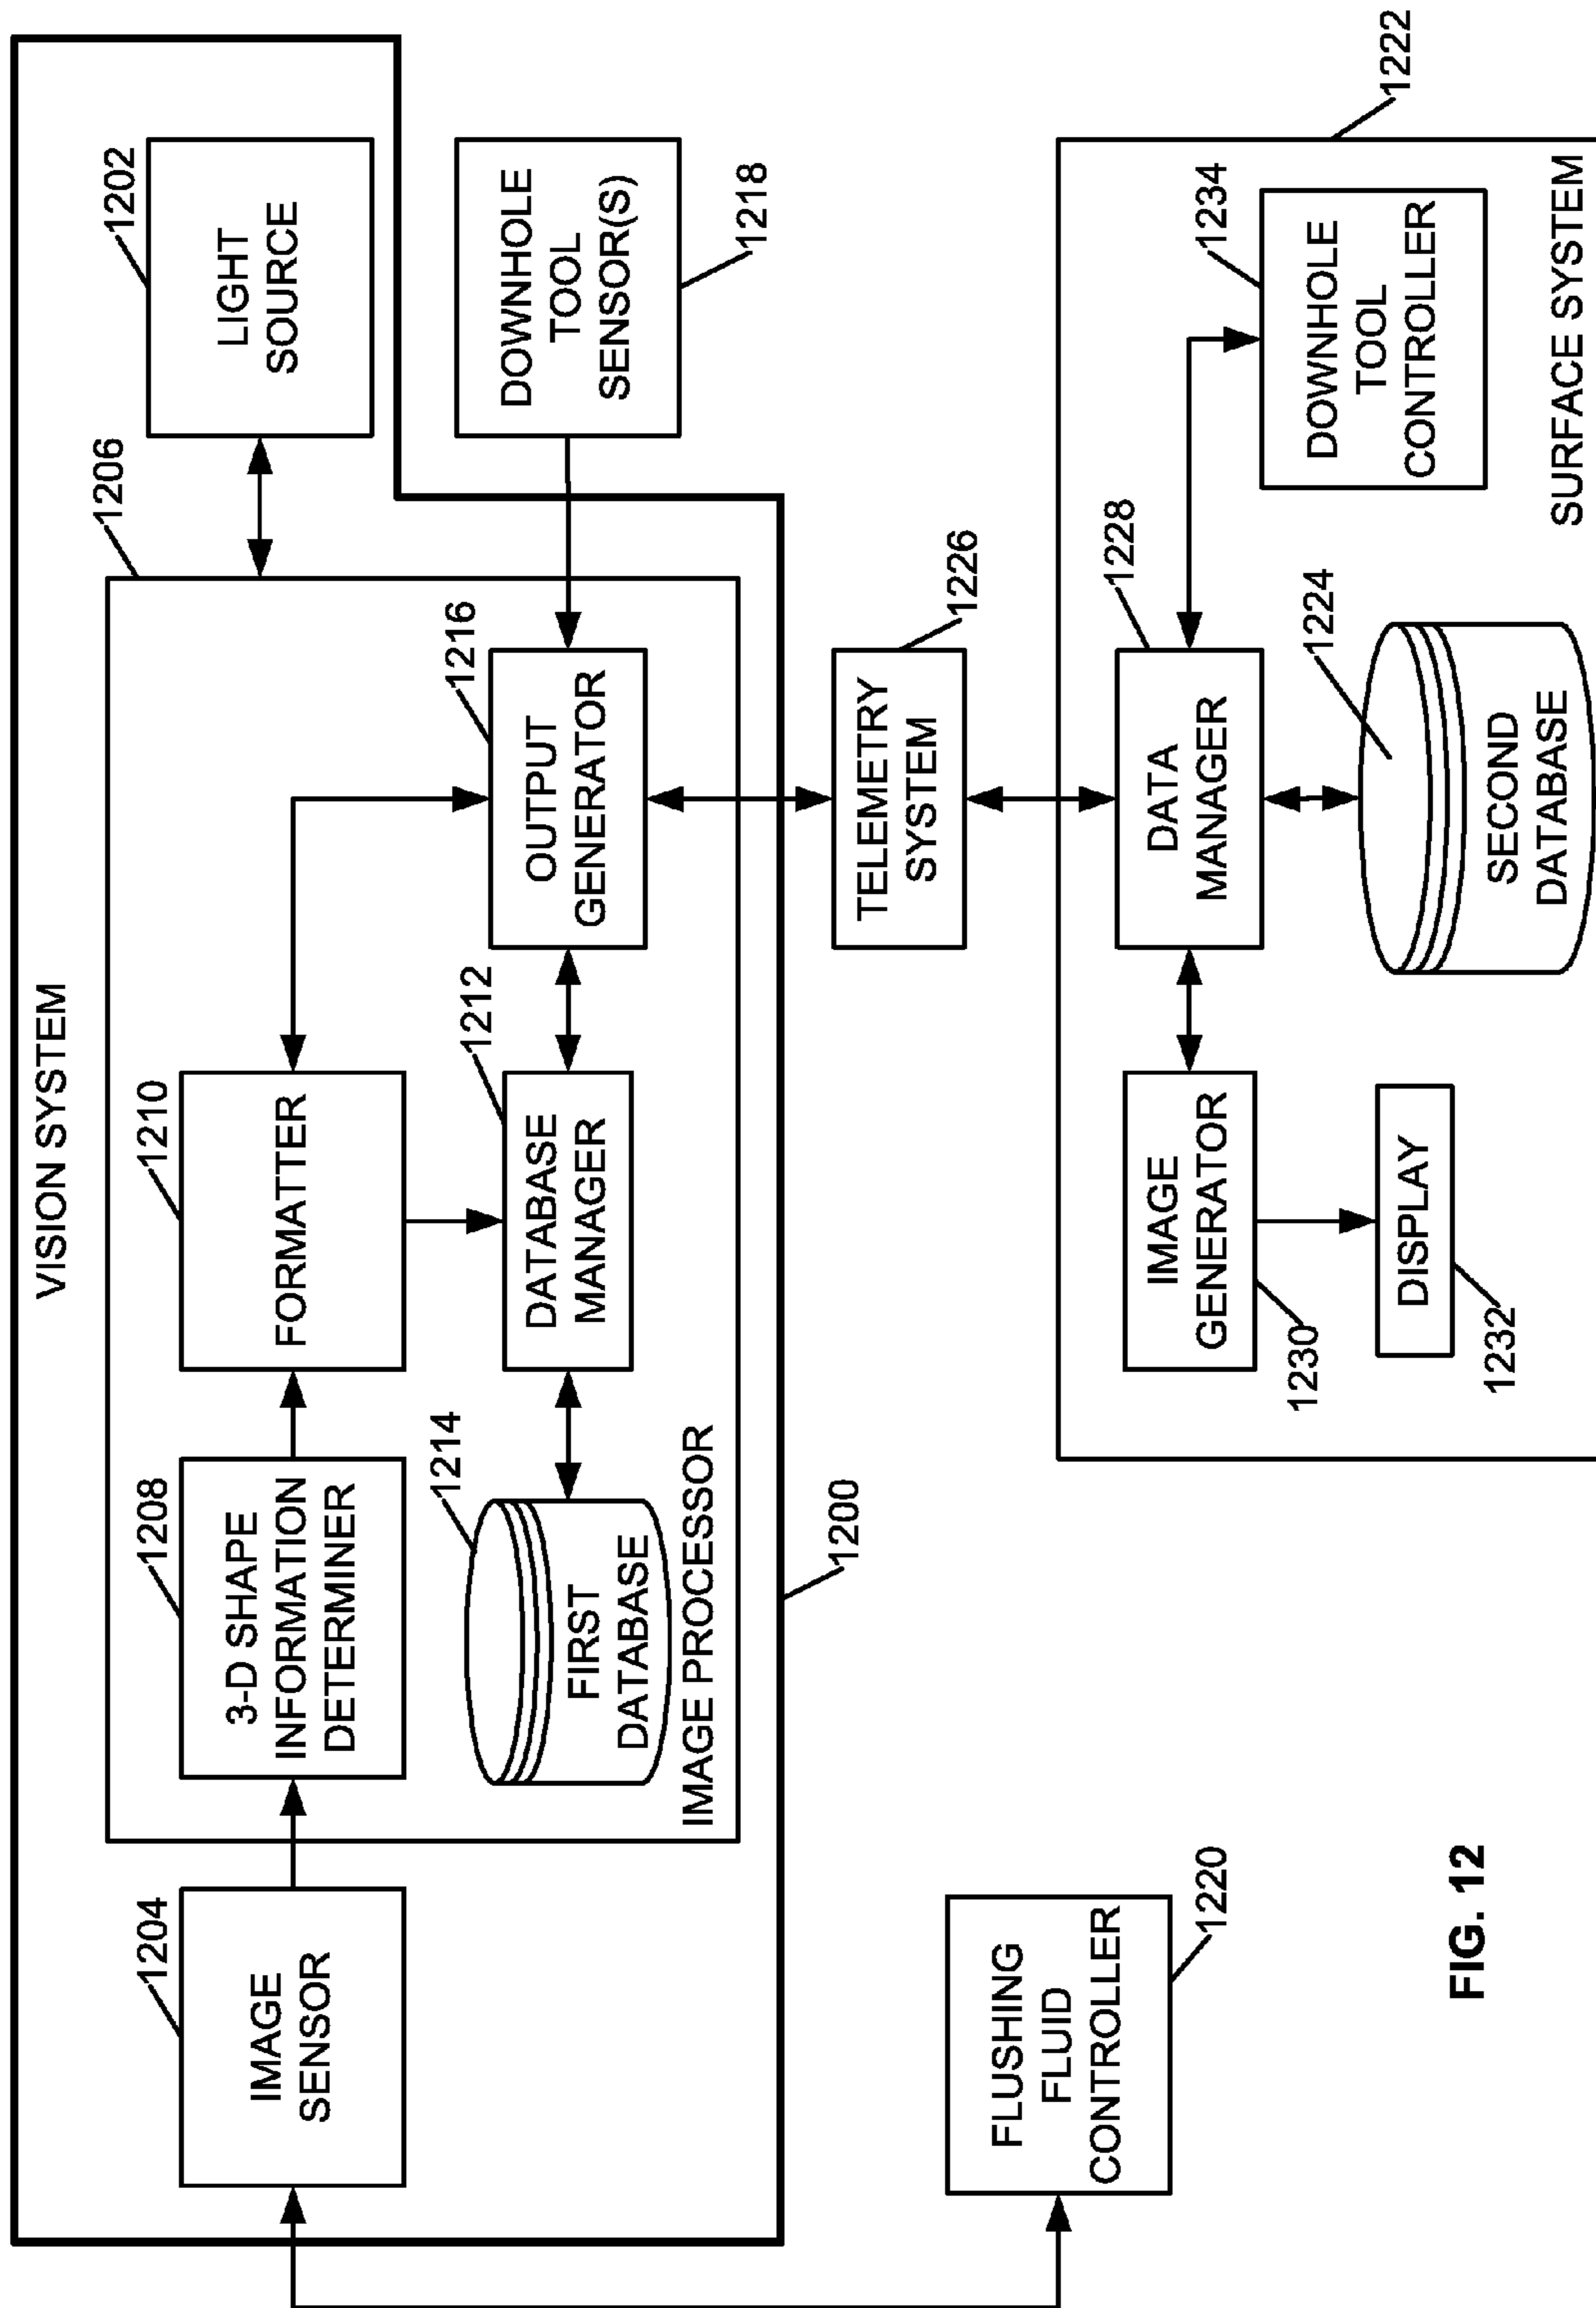 VISION SYSTEM
1204
IMAGE
SENSOR
1208
3-D SHAPE
INFORMATION
DETERMINER
1210
FORMATTER
1206
1202
LIGHT
SOURCE
1214
FIRST
DATABASE
1212
DATABASE
MANAGER
1216
OUTPUT
GENERATOR
DOWNHOLE
TOOL
SENSOR(S)
1218
IMAGE PROCESSOR
1200
FLUSHING
FLUID
CONTROLLER
1220
TELEMETRY
SYSTEM
1226
1222
IMAGE
GENERATOR
1230
DATA
MANAGER
1228
DOWNHOLE
TOOL
CONTROLLER
1234
DISPLAY
1232
1224
SECOND
DATABASE
SURFACE SYSTEM
FIG. 12